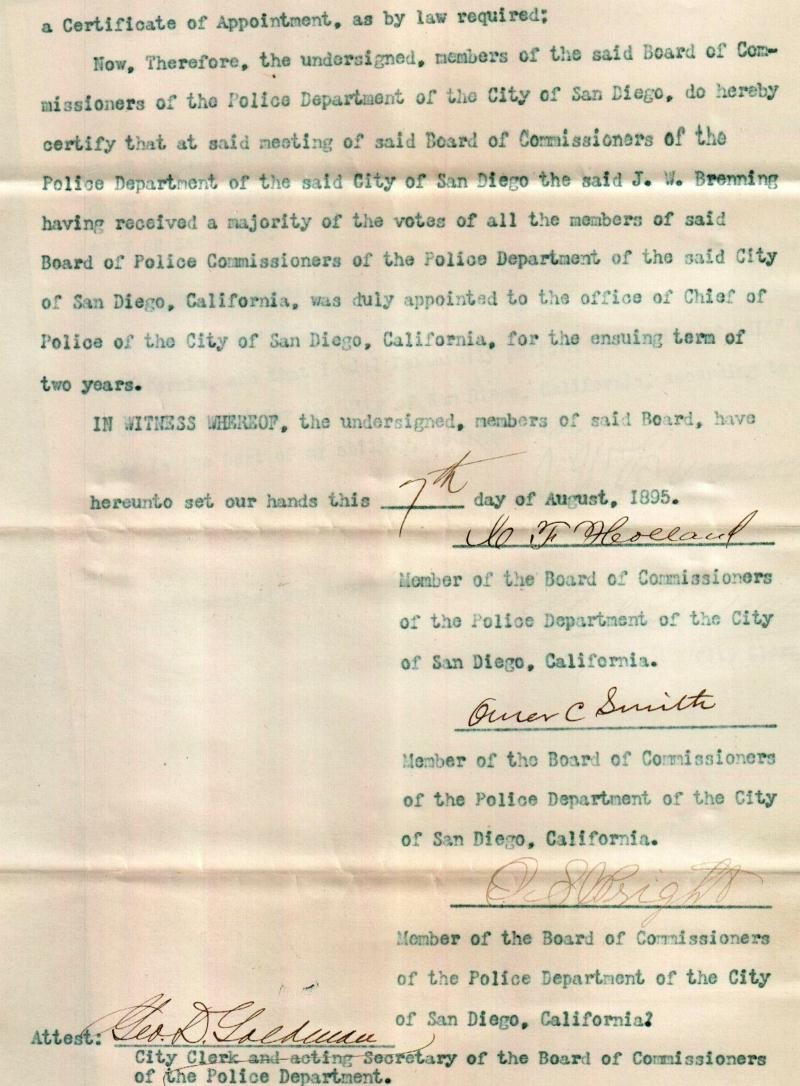 a Certificate of Appointment, as by law required;
Now, Therefore, the undersigned, members of the said Board of Com-
missioners of the Police Department of the City of San Diego, do hereby
certify that at said meeting of said Board of Commissioners of the
Police Department of the said City of San Diego the said J. W. Brenning
having received a majority of the votes of all the members of said
Board of Police Commissioners of the Police Department of the said City
of San Diego, California, was duly appointed to the office of Chief of
Police of the City of San Diego, California, for the ensuing term of
two years.
IN WITNESS WHEREOF, the undersigned, members of said Board, have
hereunto set our hands this 7th day of August, 1895.
F Holland
Member of the Board of Commissioners
of the Police Department of the City
of San Diego, California.
Omer C Smith
Member of the Board of Commissioners
of the Police Department of the City
of San Diego, California.
Wright
Member of the Board of Commissioners
of the Police Department of the City
of San Diego, California?
Attest: Geo. D. Goldman
City Clerk and acting Secretary of the Board of Commissioners
of the Police Department.